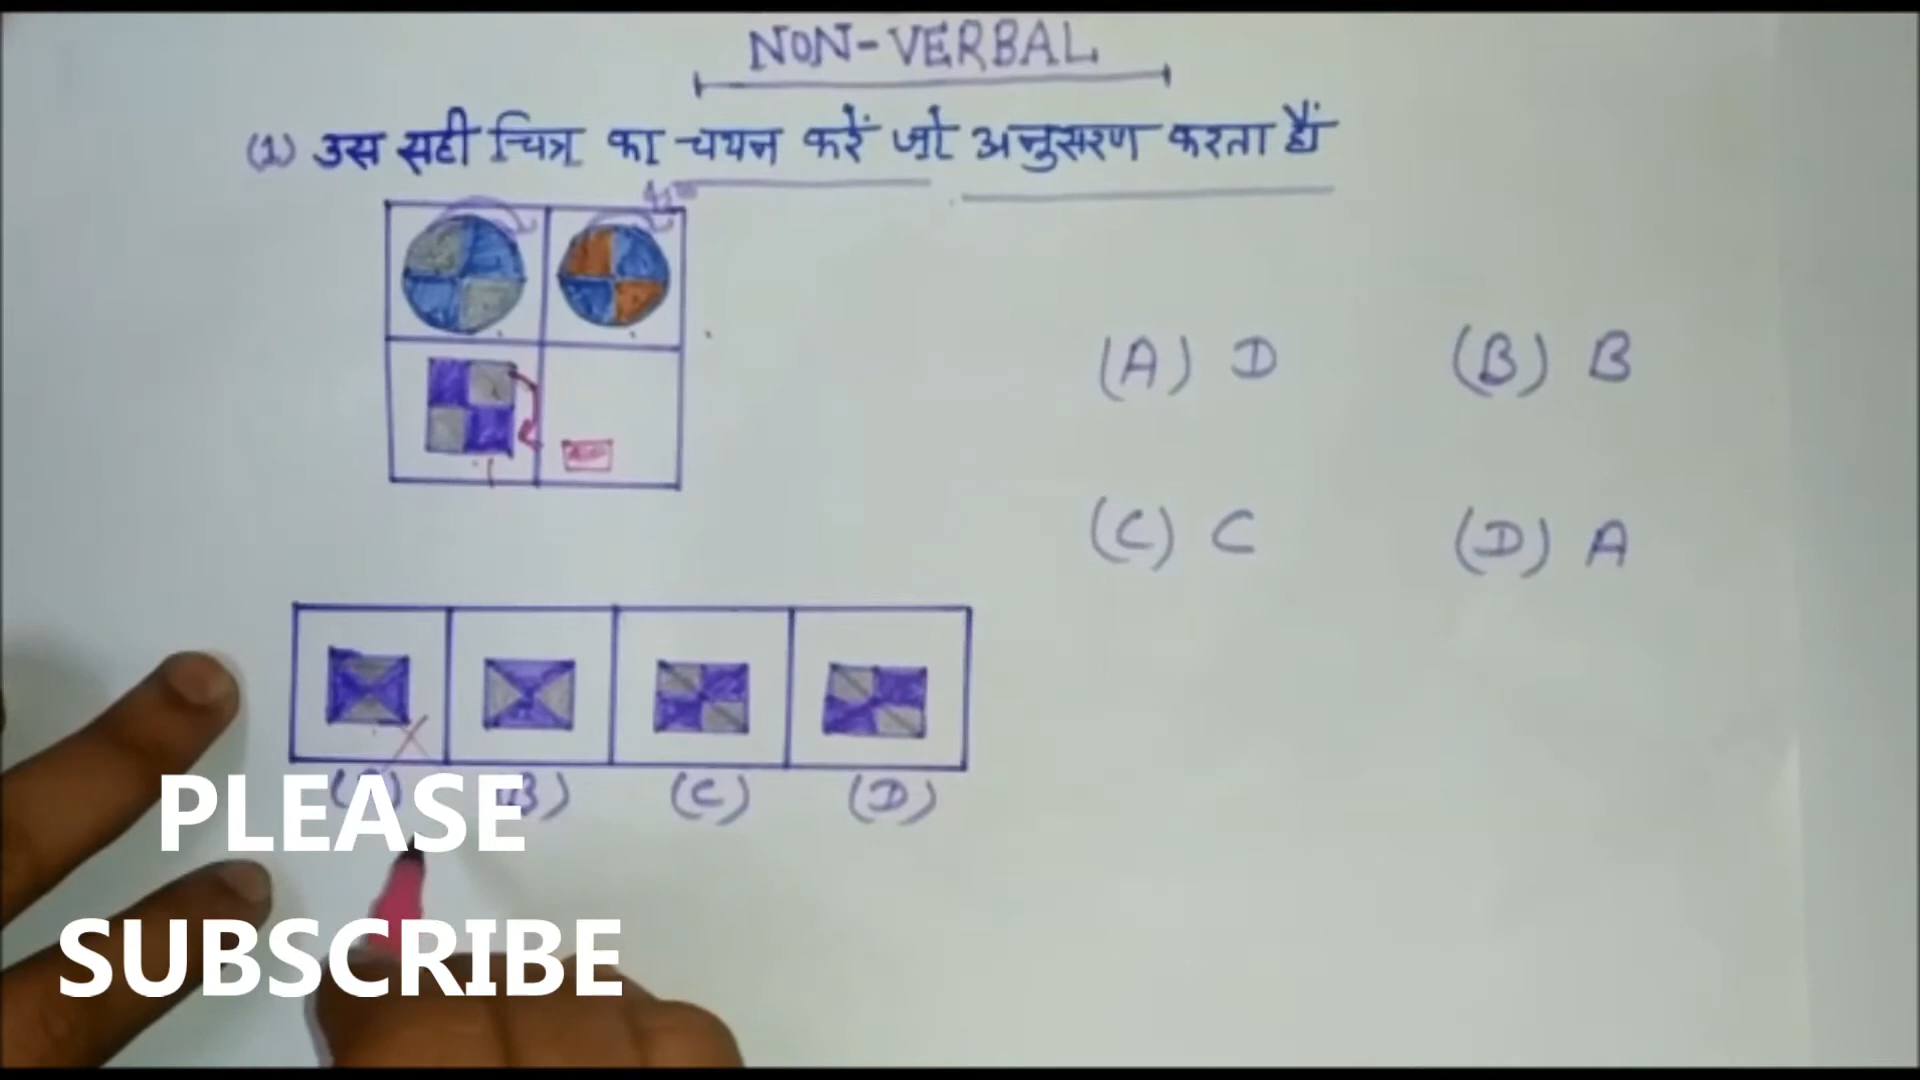 NON-VERBAL
(1) उस सही चित्र का चयन करें जो अनुसरण करता हैं
(A) D (B) B
(C) C (D) A
(B) (C) (D)
PLEASE
SUBSCRIBE